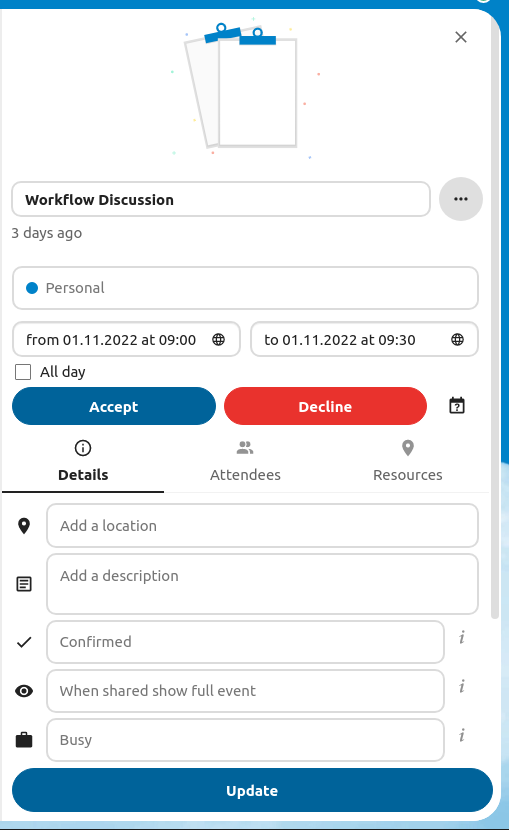 Workflow Discussion
3 days ago
Personal
from 01.11.2022 at 09:00
to 01.11.2022 at 09:30
All day
Accept
Decline
Details
Attendees
Resources
Add a location
Add a description
Confirmed
When shared show full event
Busy
Update